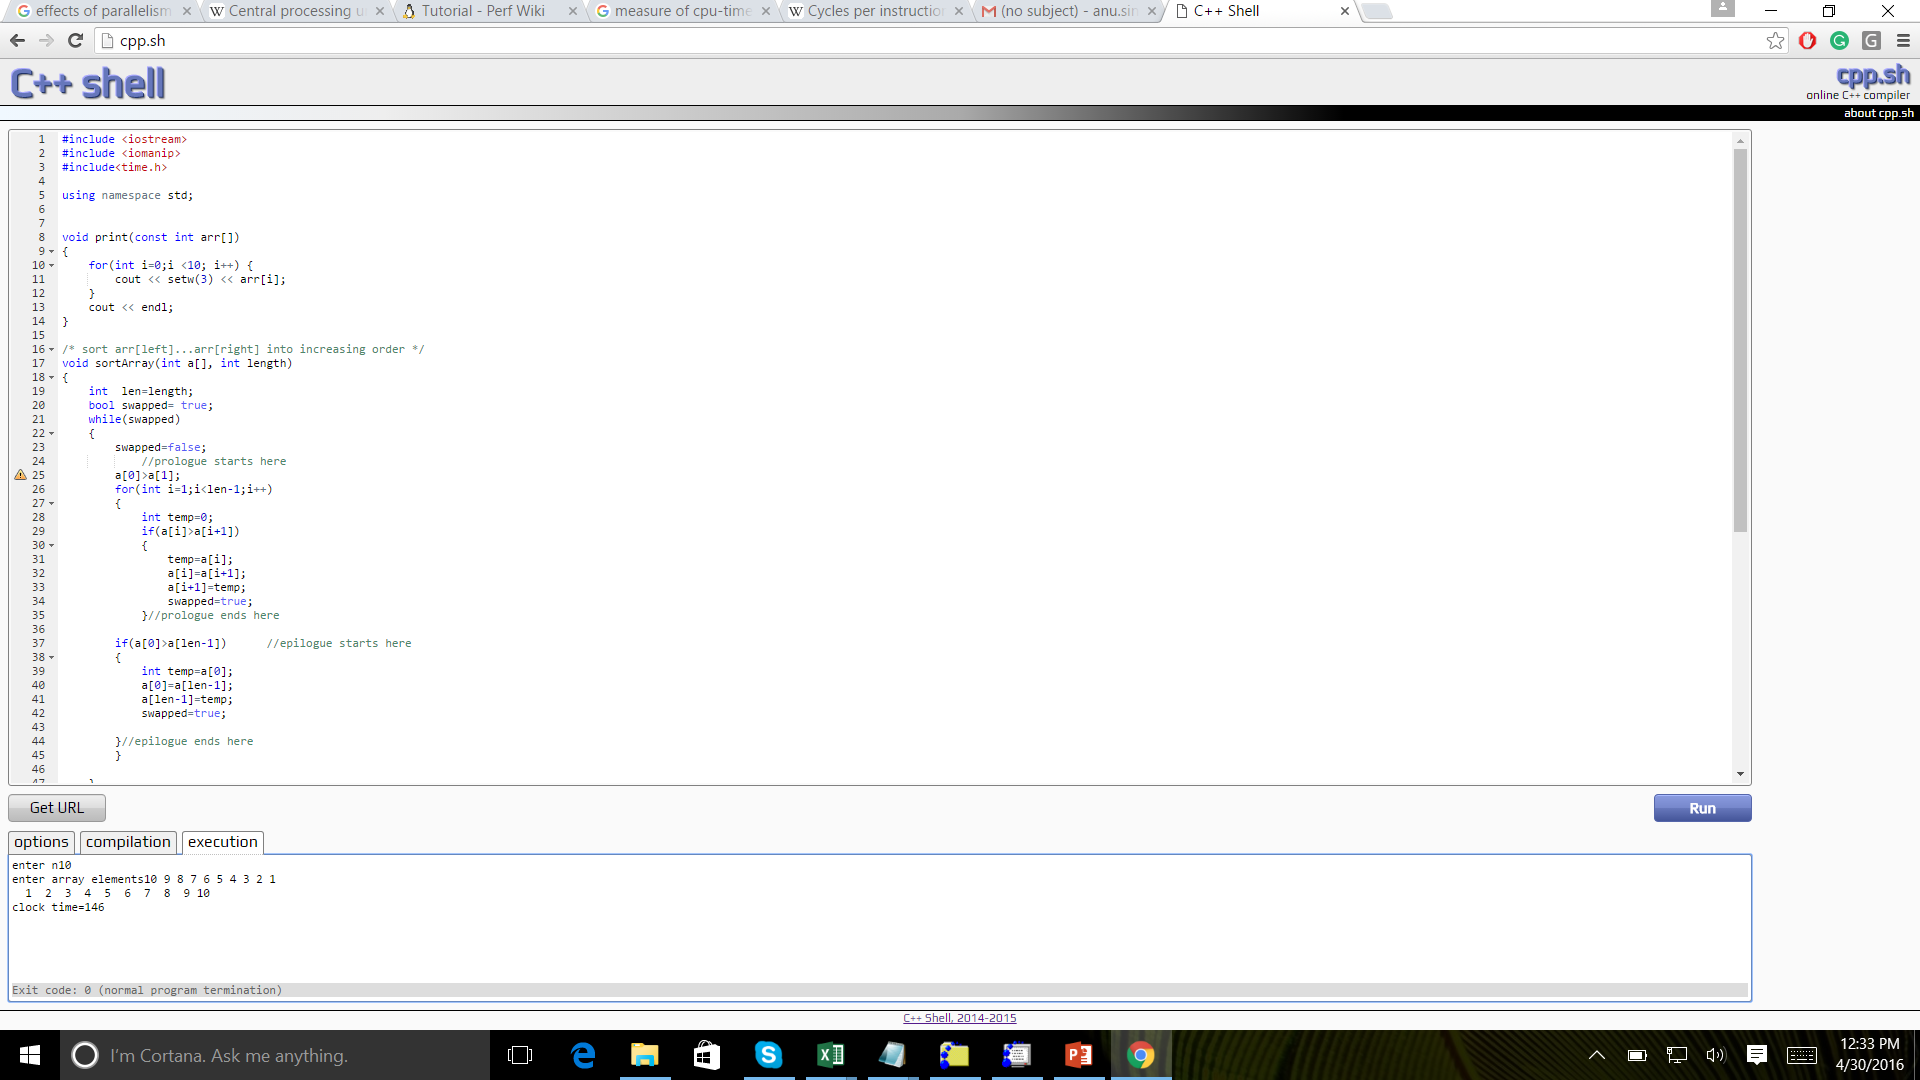 effects of parallelism
Central processing u
Tutorial - Perf Wiki
measure of cpu-time
Cycles per instruction
(no subject) - anu.sin
C++ Shell
cpp.sh
C++ shell
cpp.sh
online C++ compiler
about cpp.sh
1 #include <iostream>
2 #include <iomanip>
3 #include<time.h>
4
5 using namespace std;
6
7
8 void print(const int arr[])
9 {
10 for(int i=0;i <10; i++) {
11 cout << setw(3) << arr[i];
12 }
13 cout << endl;
14 }
15
16 /* sort arr[left]...arr[right] into increasing order */
17 void sortArray(int a[], int length)
18 {
19 int  len=length;
20 bool swapped= true;
21 while(swapped)
22 {
23 swapped=false;
24 //prologue starts here
25 a[0]>a[1];
26 for(int i=1;i<len-1;i++)
27 {
28 int temp=0;
29 if(a[i]>a[i+1])
30 {
31 temp=a[i];
32 a[i]=a[i+1];
33 a[i+1]=temp;
34 swapped=true;
35 }//prologue ends here
36
37 if(a[0]>a[len-1])      //epilogue starts here
38 {
39 int temp=a[0];
40 a[0]=a[len-1];
41 a[len-1]=temp;
42 swapped=true;
43
44 }//epilogue ends here
45 }
46
47 }
Get URL
Run
options
compilation
execution
enter n10
enter array elements10 9 8 7 6 5 4 3 2 1
1  2  3  4  5  6  7  8  9 10
clock time=146
Exit code: 0 (normal program termination)
C++ Shell, 2014-2015
I'm Cortana. Ask me anything.
12:33 PM
4/30/2016